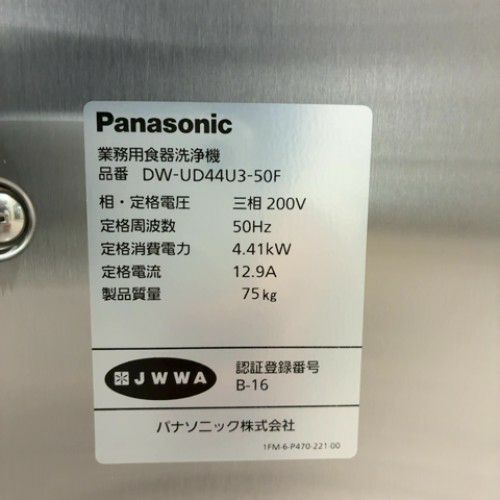 Panasonic
業務用食器洗浄機
品番 DW-UD44U3-50F
相・定格電圧 三相 200V
定格周波数 50Hz
定格消費電力 4.41kW
定格電流 12.9A
製品質量 75kg
JWWA
認証登録番号
B-16
パナソニック株式会社
1FM-6-P470-221-00